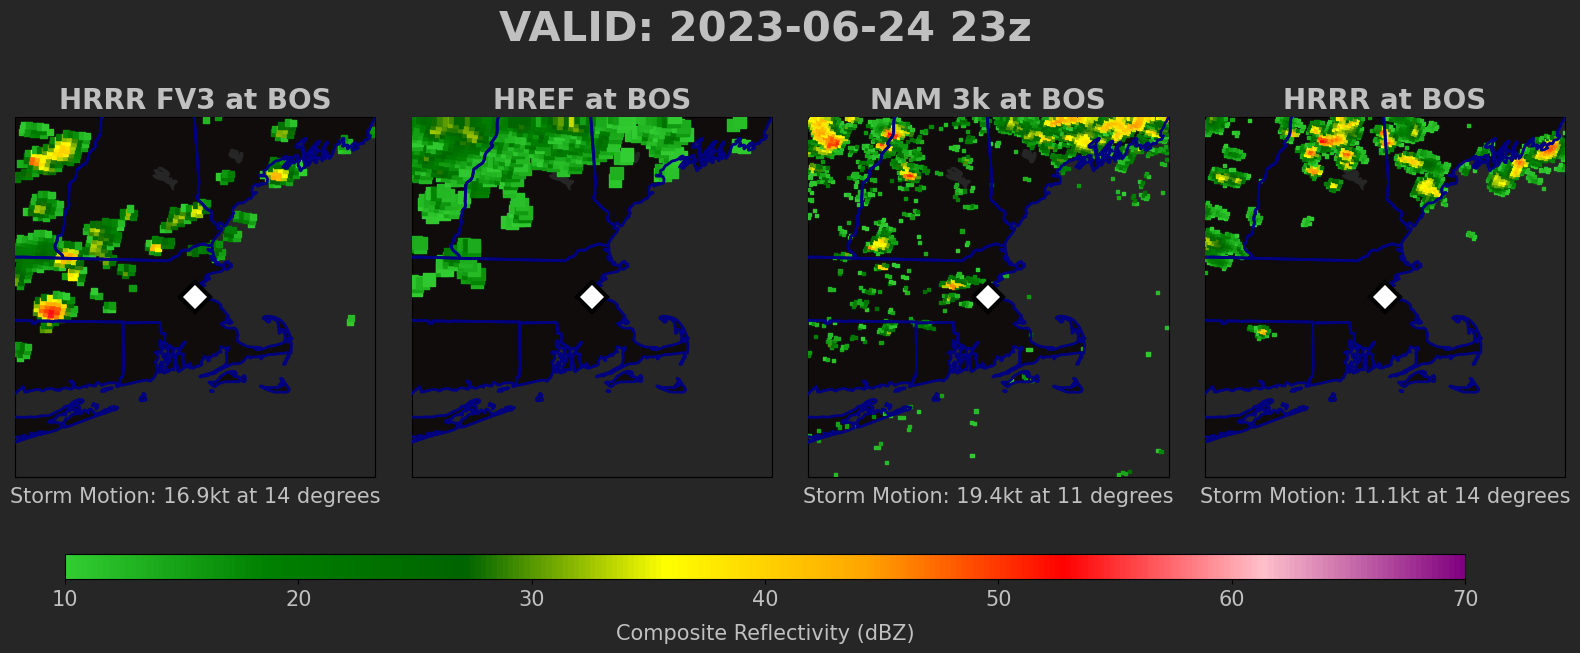 VALID: 2023-06-24 23z
HRRR FV3 at BOS
HREF at BOS
NAM 3k at BOS
HRRR at BOS
Storm Motion: 16.9kt at 14 degrees
Storm Motion: 19.4kt at 11 degrees
Storm Motion: 11.1kt at 14 degrees
10 20 30 40 50 60 70
Composite Reflectivity (dBZ)